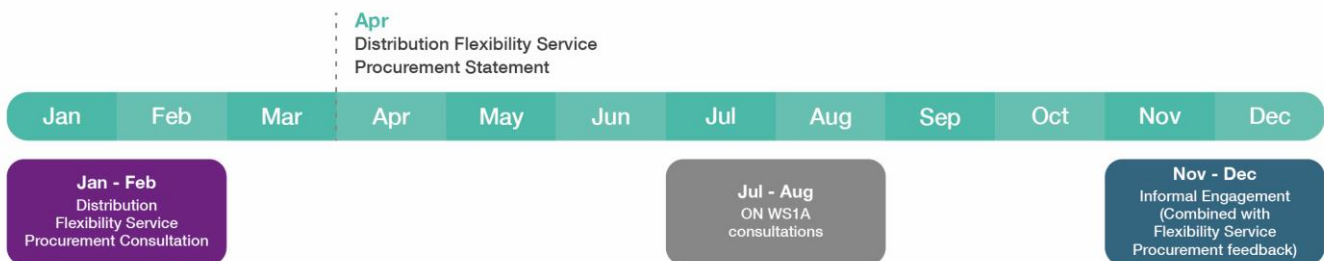 Apr
Distribution Flexibility Service
Procurement Statement
Jan Feb Mar Apr May Jun Jul Aug Sep Oct Nov Dec
Jan - Feb
Distribution
Flexibility Service
Procurement Consultation
Jul - Aug
ON WS1A
consultations
Nov - Dec
Informal Engagement
(Combined with
Flexibility Service
Procurement feedback)